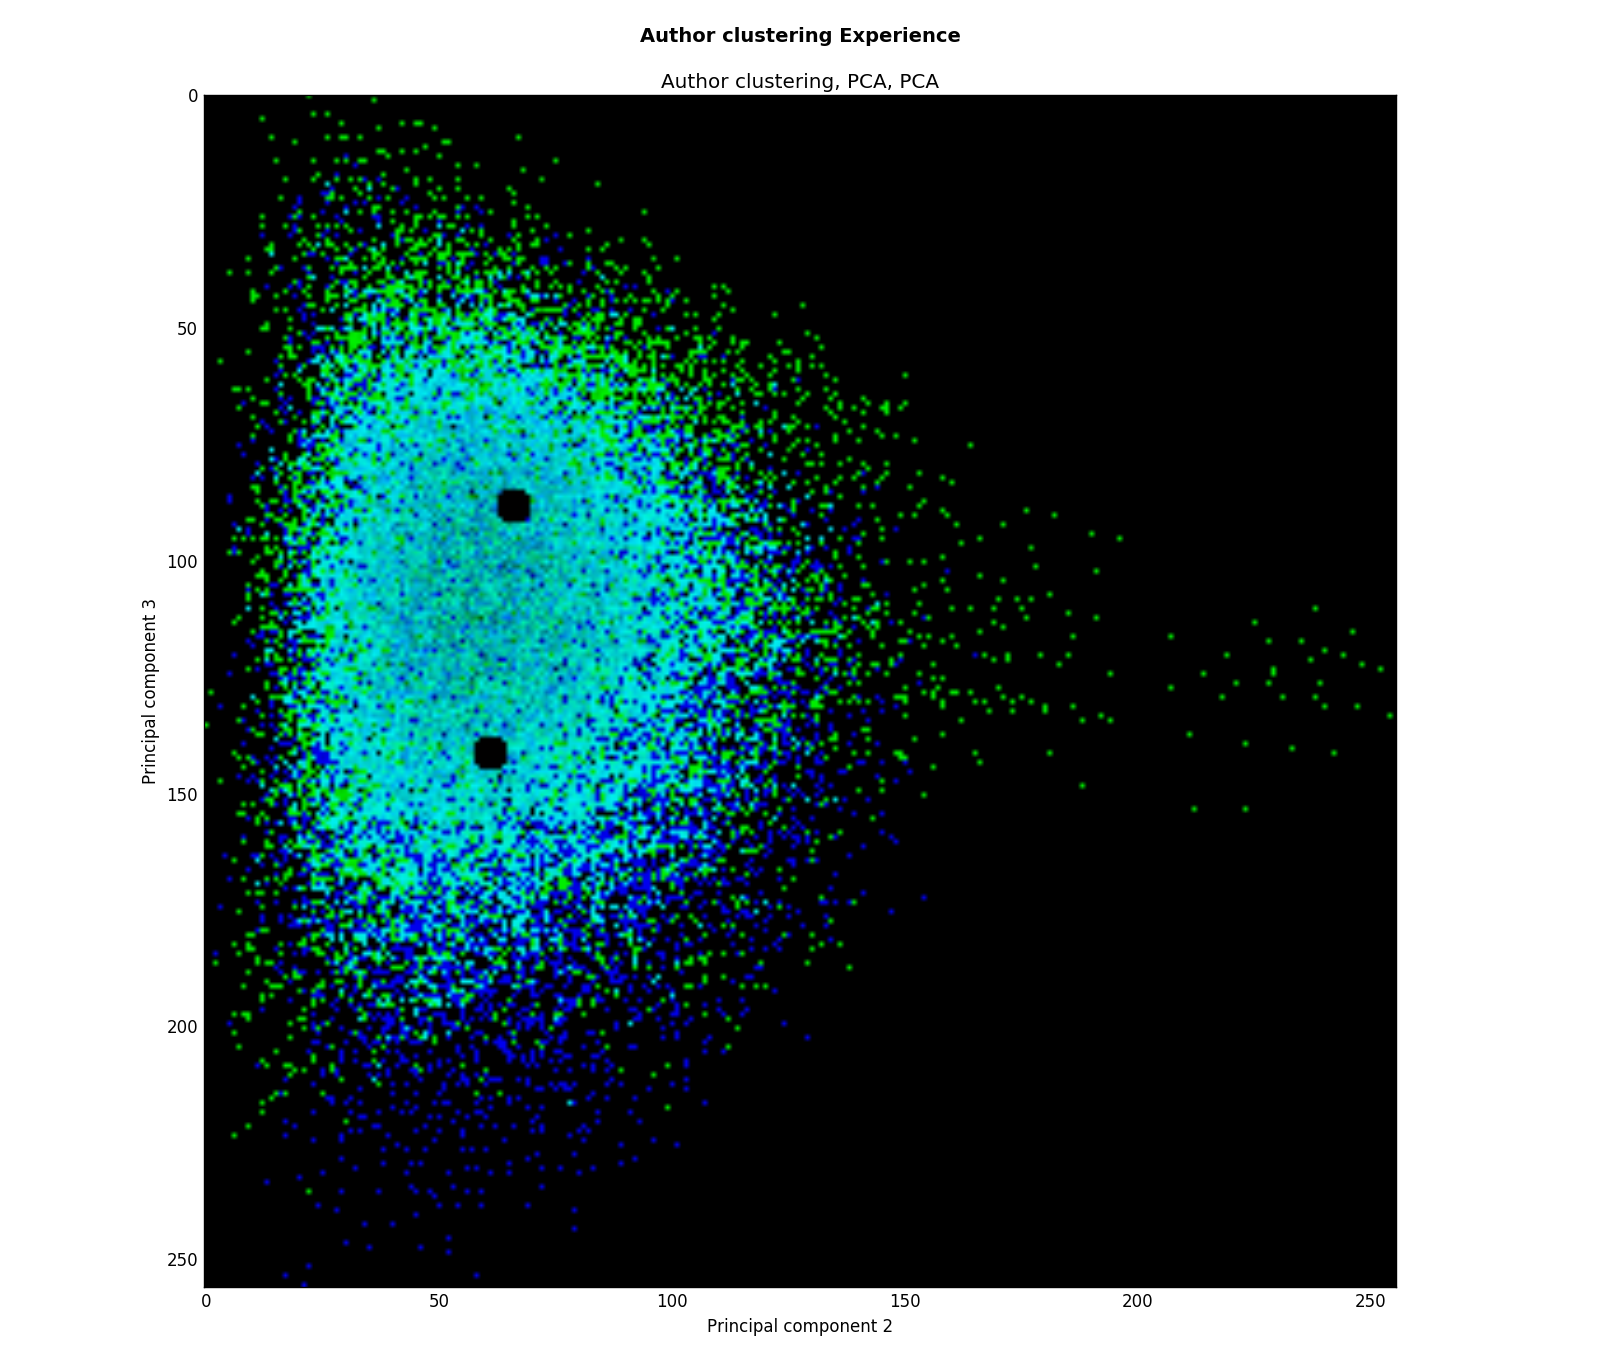 Author clustering Experience
Author clustering, PCA, PCA
0
50
100
150
200
250
Principal component 3
0 50 100 150 200 250
Principal component 2